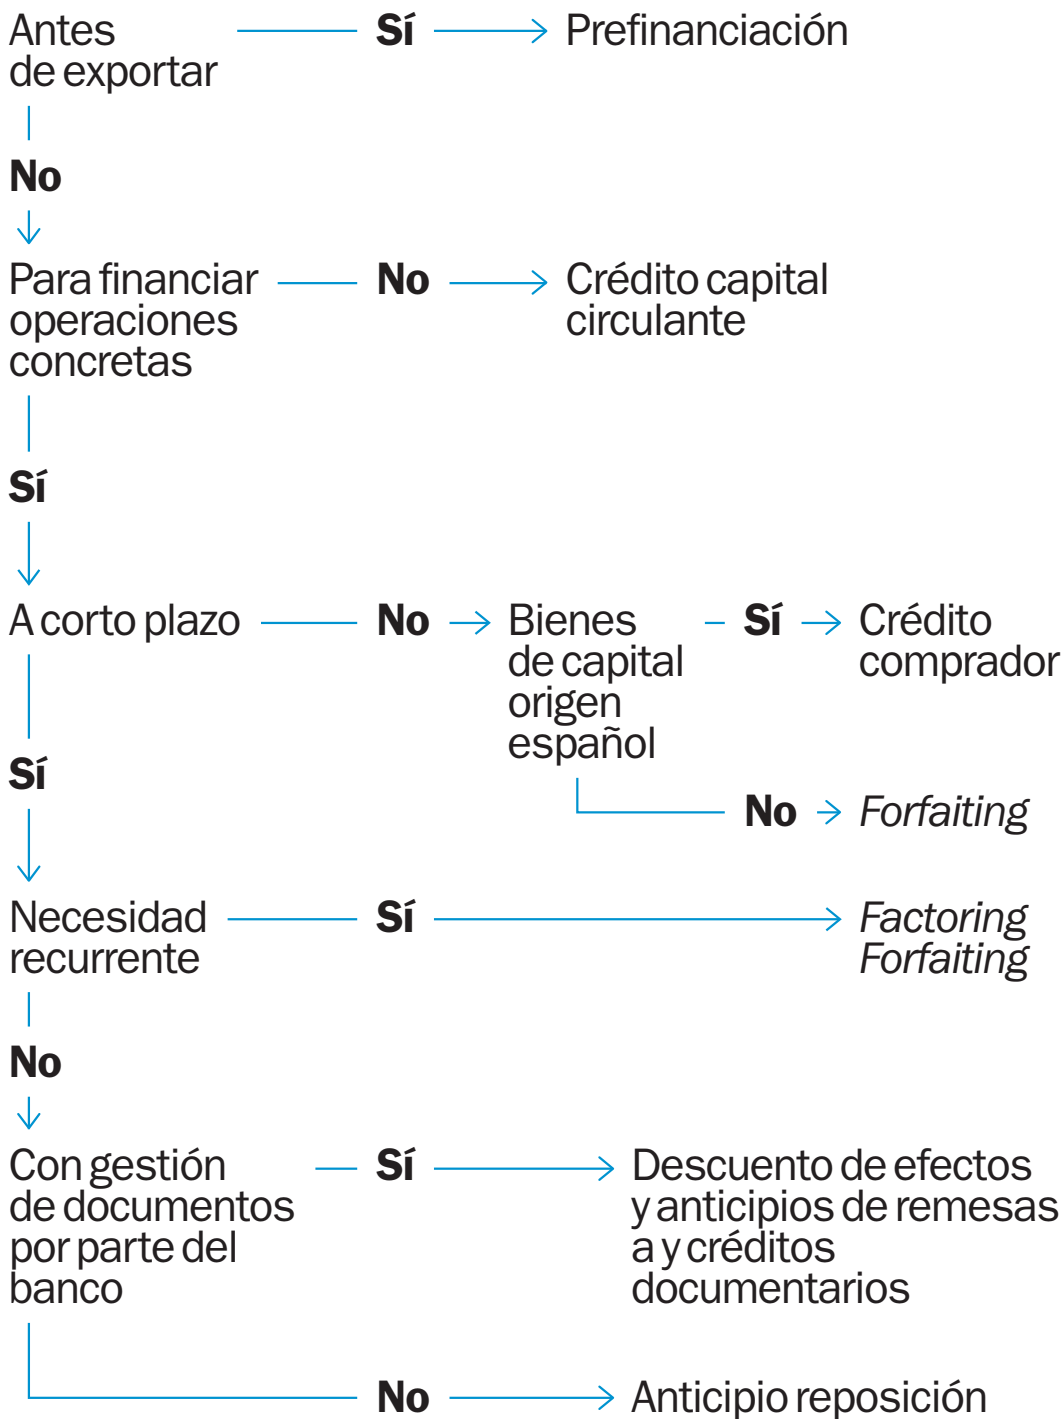 Antes
de exportar
Sí
Prefinanciación
No
Para financiar
operaciones
concretas
No
Crédito capital
circulante
Sí
A corto plazo
No
Bienes
de capital
origen
español
Sí
Crédito
comprador
No
Forfaiting
Sí
Necesidad
recurrente
Sí
Factoring
Forfaiting
No
Con gestión
de documentos
por parte del
banco
Sí
Descuento de efectos
y anticipios de remesas
a y créditos
documentarios
No
Anticipio reposición